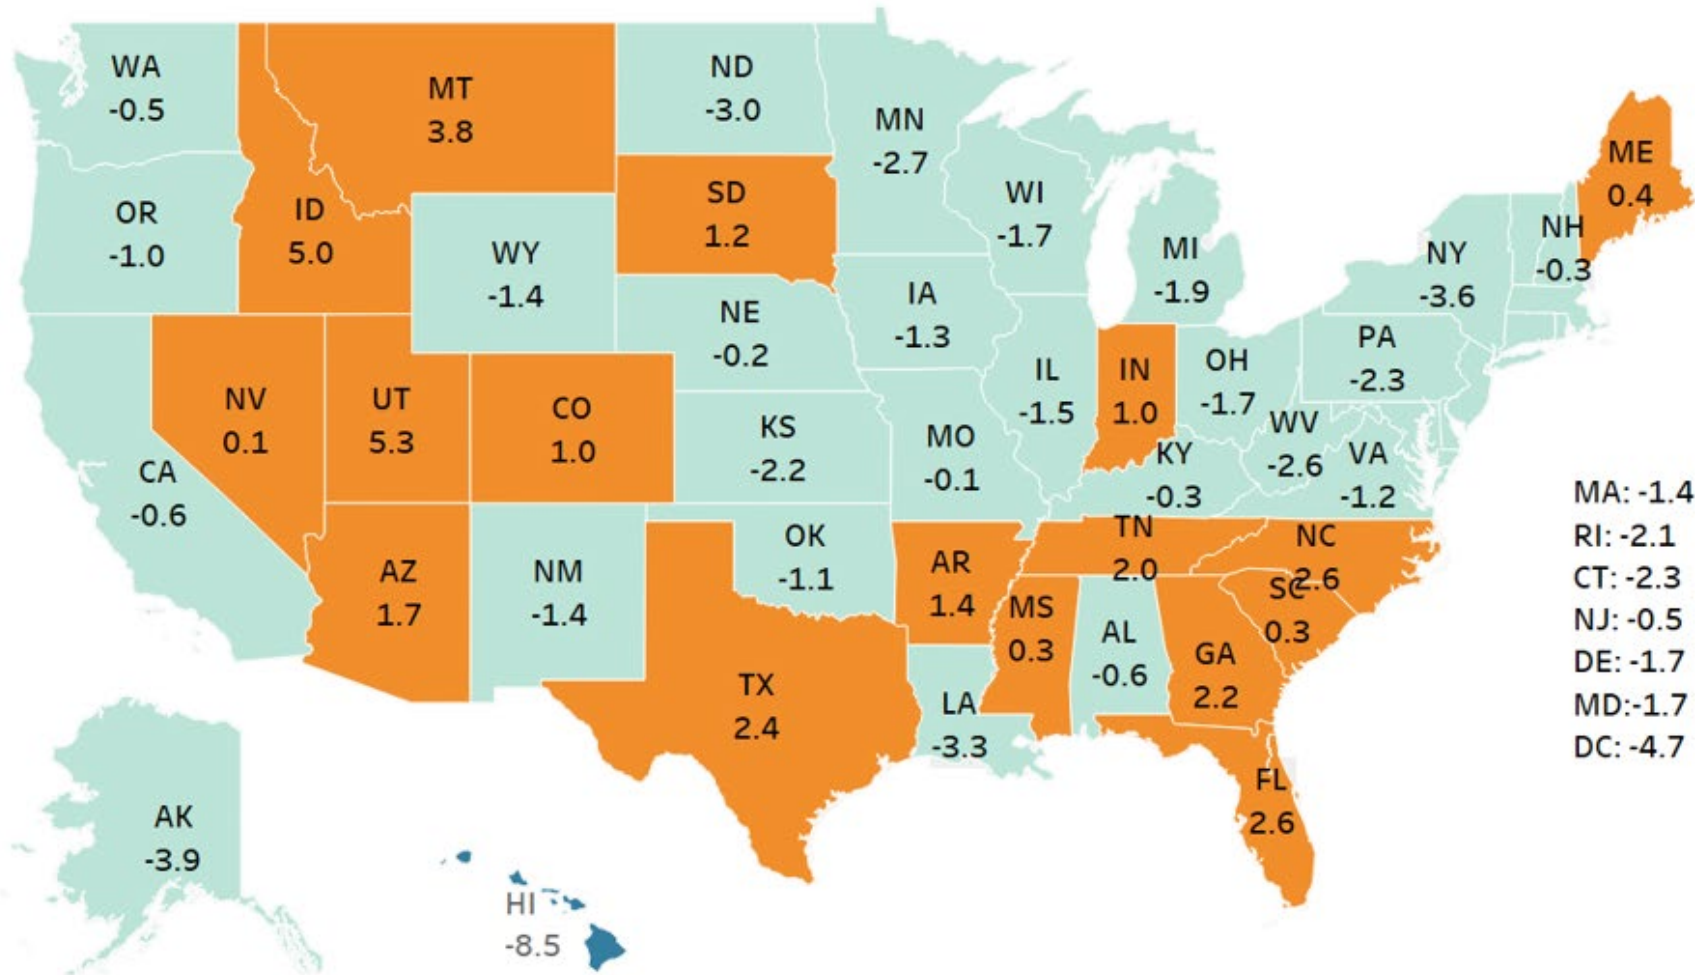 WA
-0.5
MT
3.8
ND
-3.0
MN
-2.7
ME
0.4
OR
-1.0
ID
5.0
SD
1.2
WI
-1.7
NH
-0.3
WY
-1.4
MI
-1.9
NY
-3.6
NE
-0.2
IA
-1.3
PA
-2.3
NV
0.1
UT
5.3
CO
1.0
IL
-1.5
IN
1.0
OH
-1.7
KS
-2.2
MO
-0.1
WV
-2.6
KY
-0.3
VA
-1.2
CA
-0.6
AZ
1.7
NM
-1.4
OK
-1.1
AR
1.4
TN
2.0
NC
2.6
SC
0.3
MS
0.3
AL
-0.6
GA
2.2
TX
2.4
LA
-3.3
FL
2.6
AK
-3.9
HI
-8.5
MA: -1.4
RI: -2.1
CT: -2.3
NJ: -0.5
DE: -1.7
MD:-1.7
DC: -4.7